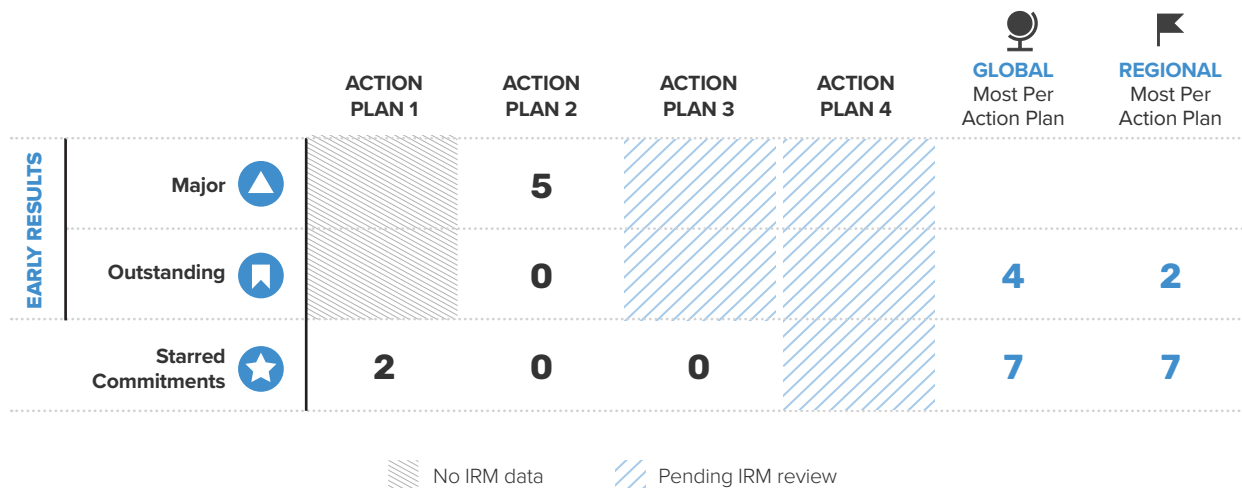 ACTION
PLAN 1
ACTION
PLAN 2
ACTION
PLAN 3
ACTION
PLAN 4
GLOBAL
Most Per
Action Plan
REGIONAL
Most Per
Action Plan
EARLY RESULTS
Major
5
Outstanding
0
4
2
Starred
Commitments
2
0
0
7
7
No IRM data
Pending IRM review